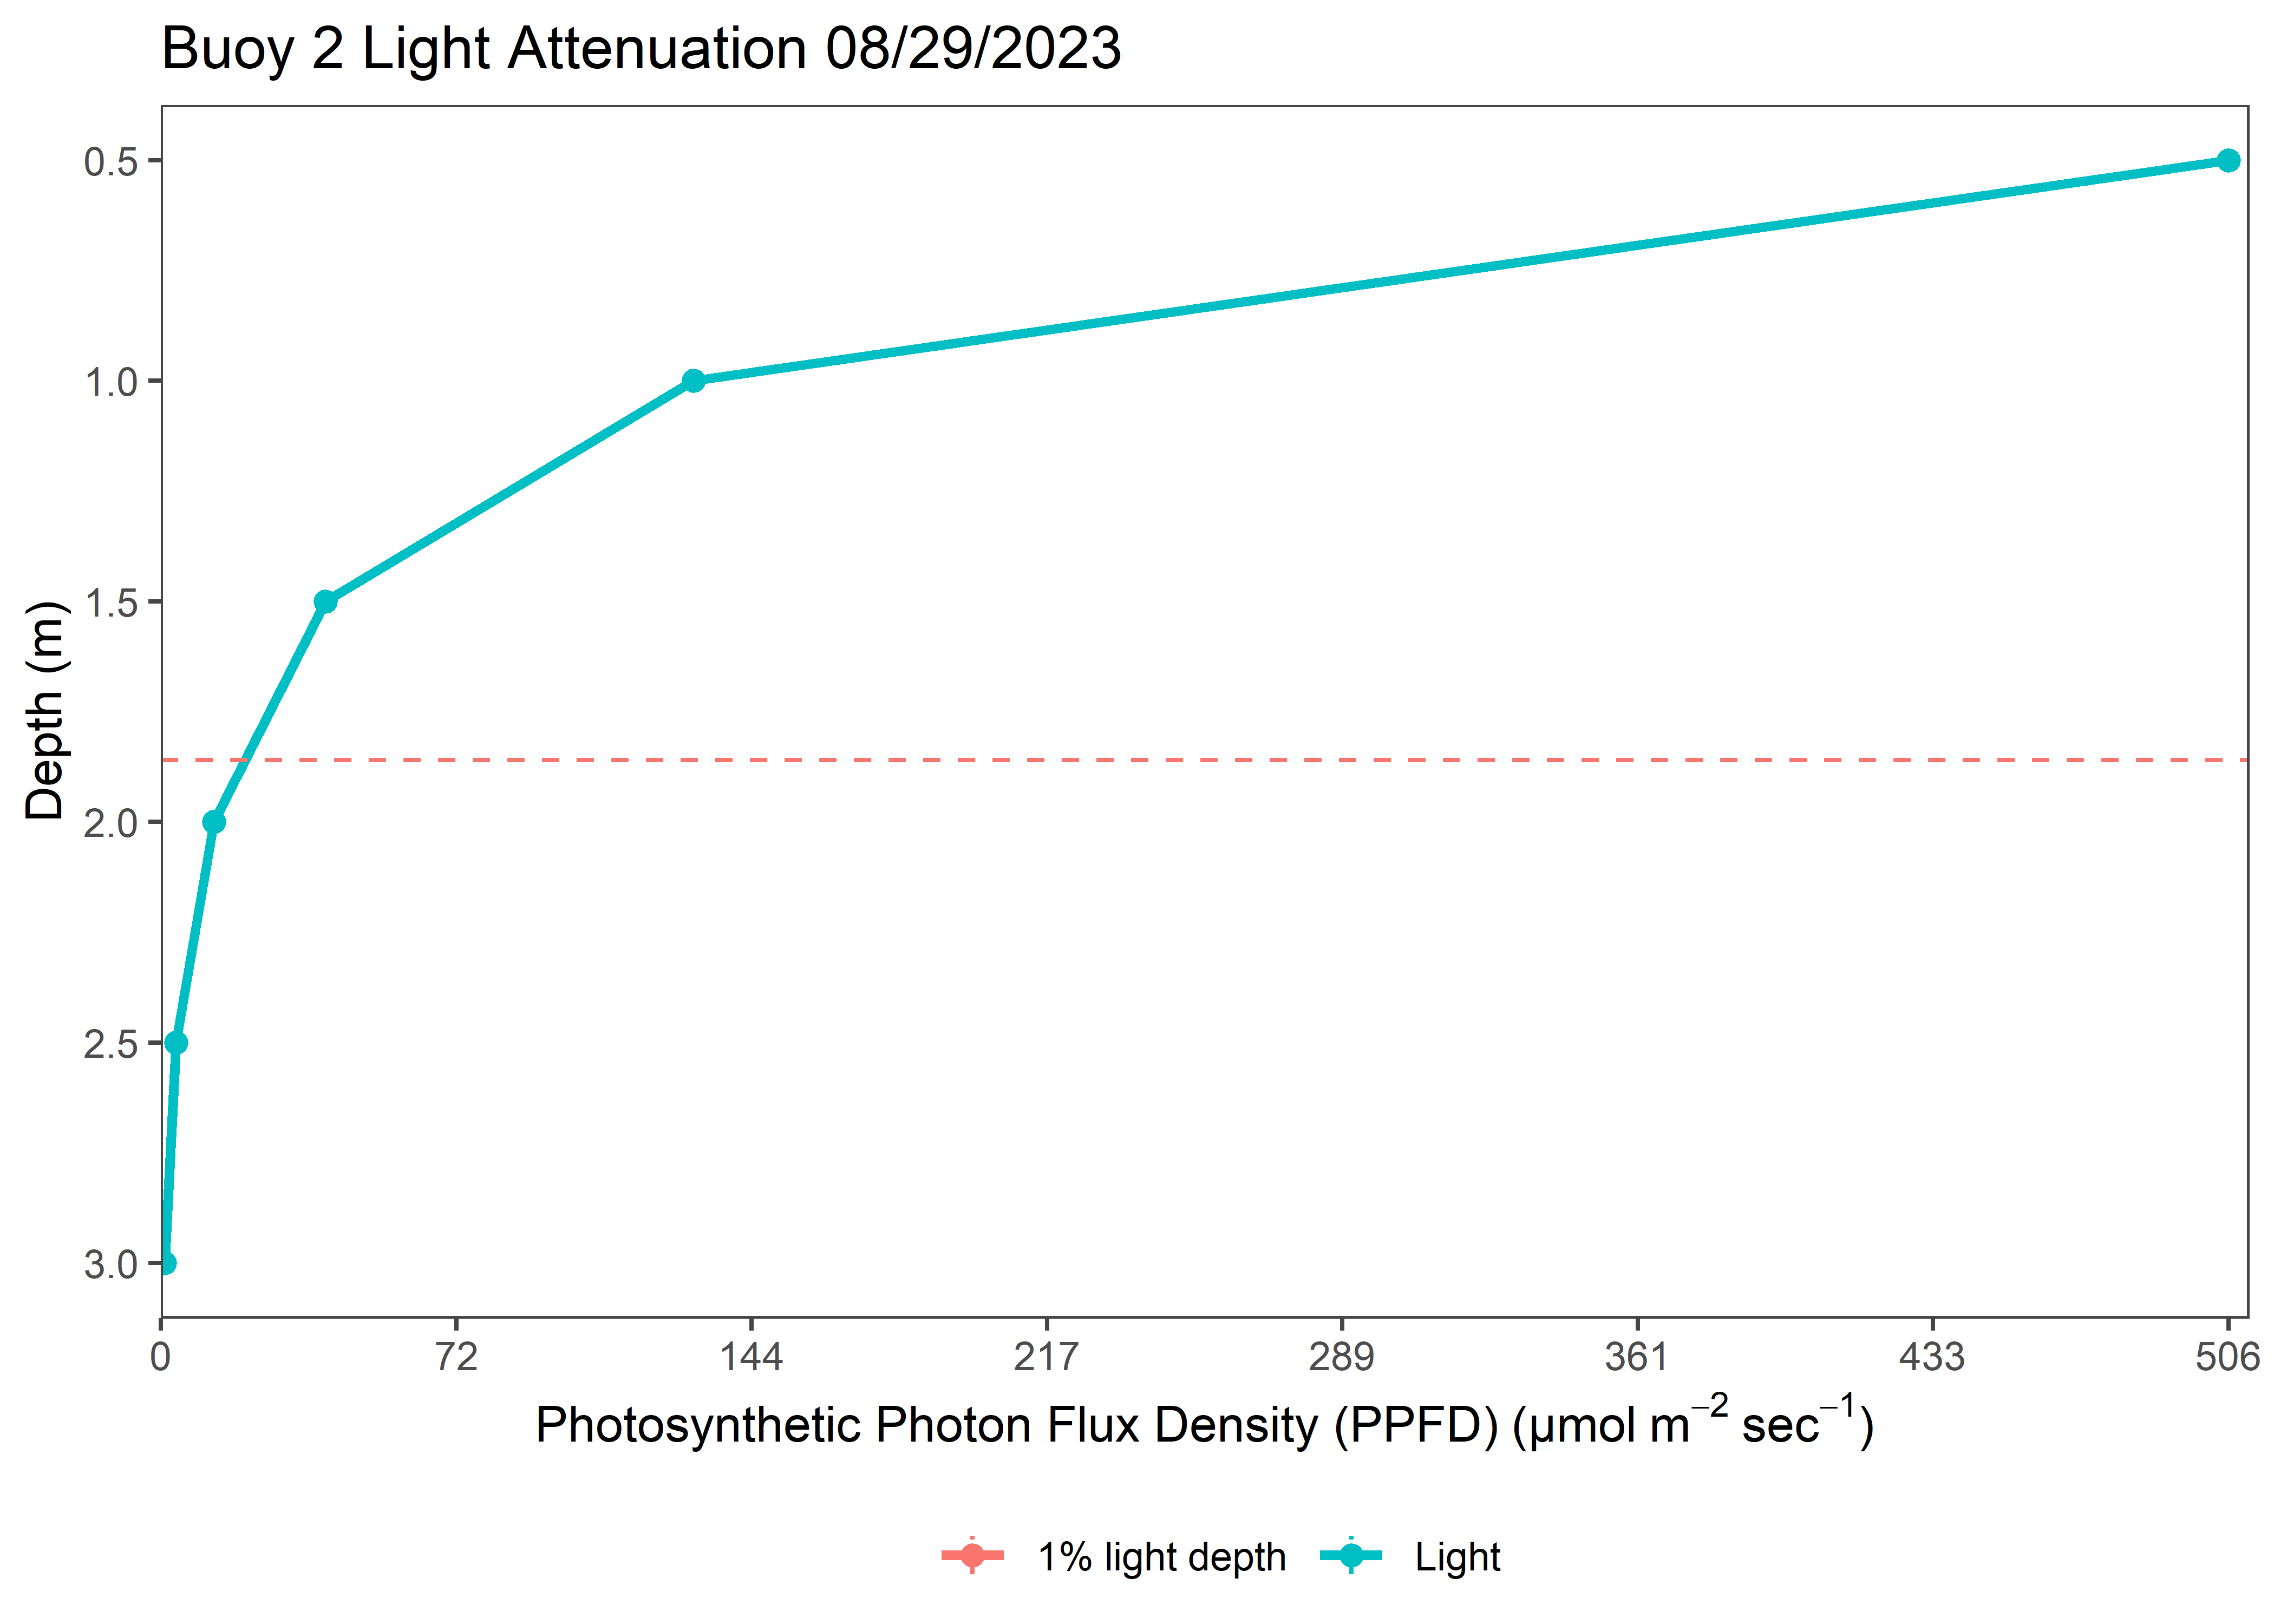 Buoy 2 Light Attenuation 08/29/2023
0.5
1.0
1.5
2.0
2.5
3.0
Depth (m)
0 72 144 217 289 361 433 506
Photosynthetic Photon Flux Density (PPFD) (μmol m⁻² sec⁻¹)
1% light depth Light